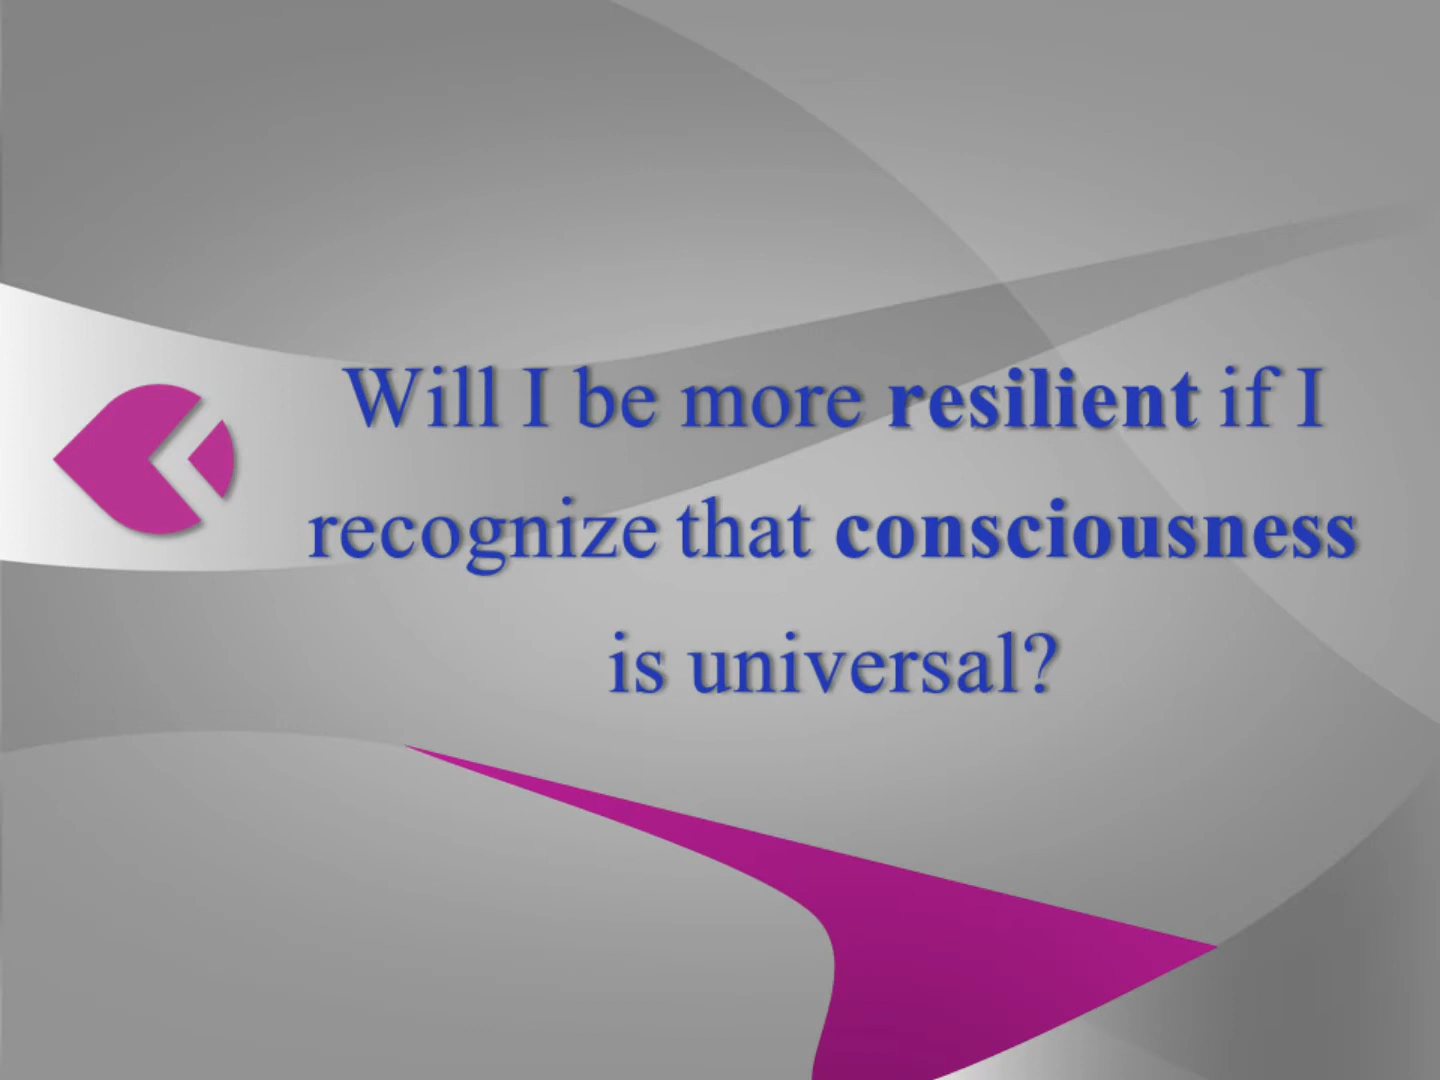 Will I be more resilient if I
recognize that consciousness
is universal?